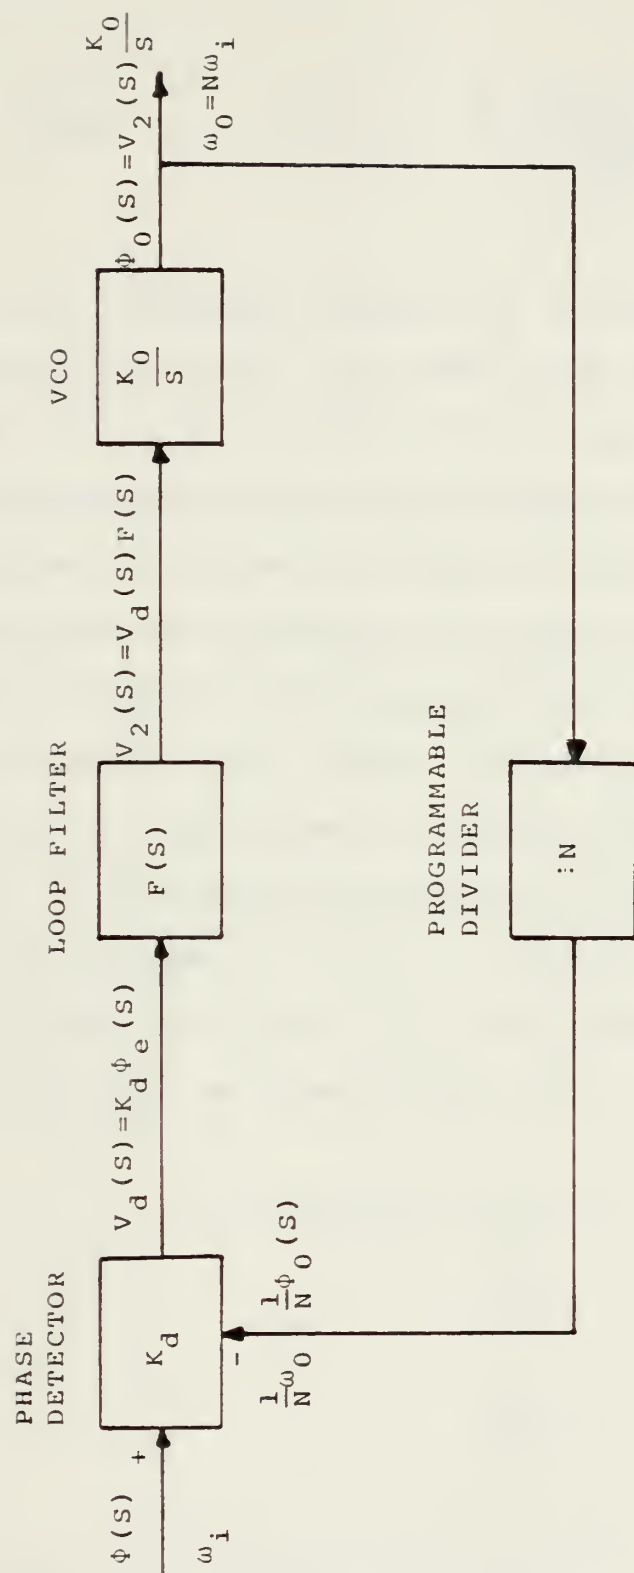 PHASE
DETECTOR
Φ(S)
+
ω_i
K_d
V_d(S)=K_dΦ_e(S)
-
1/N Φ_0(S)
1/N ω_0
LOOP FILTER
F(S)
V_2(S)=V_d(S)F(S)
VCO
K_0/S
Φ_0(S)=V_2(S) K_0/S
ω_0=Nω_i
PROGRAMMABLE
DIVIDER
÷N